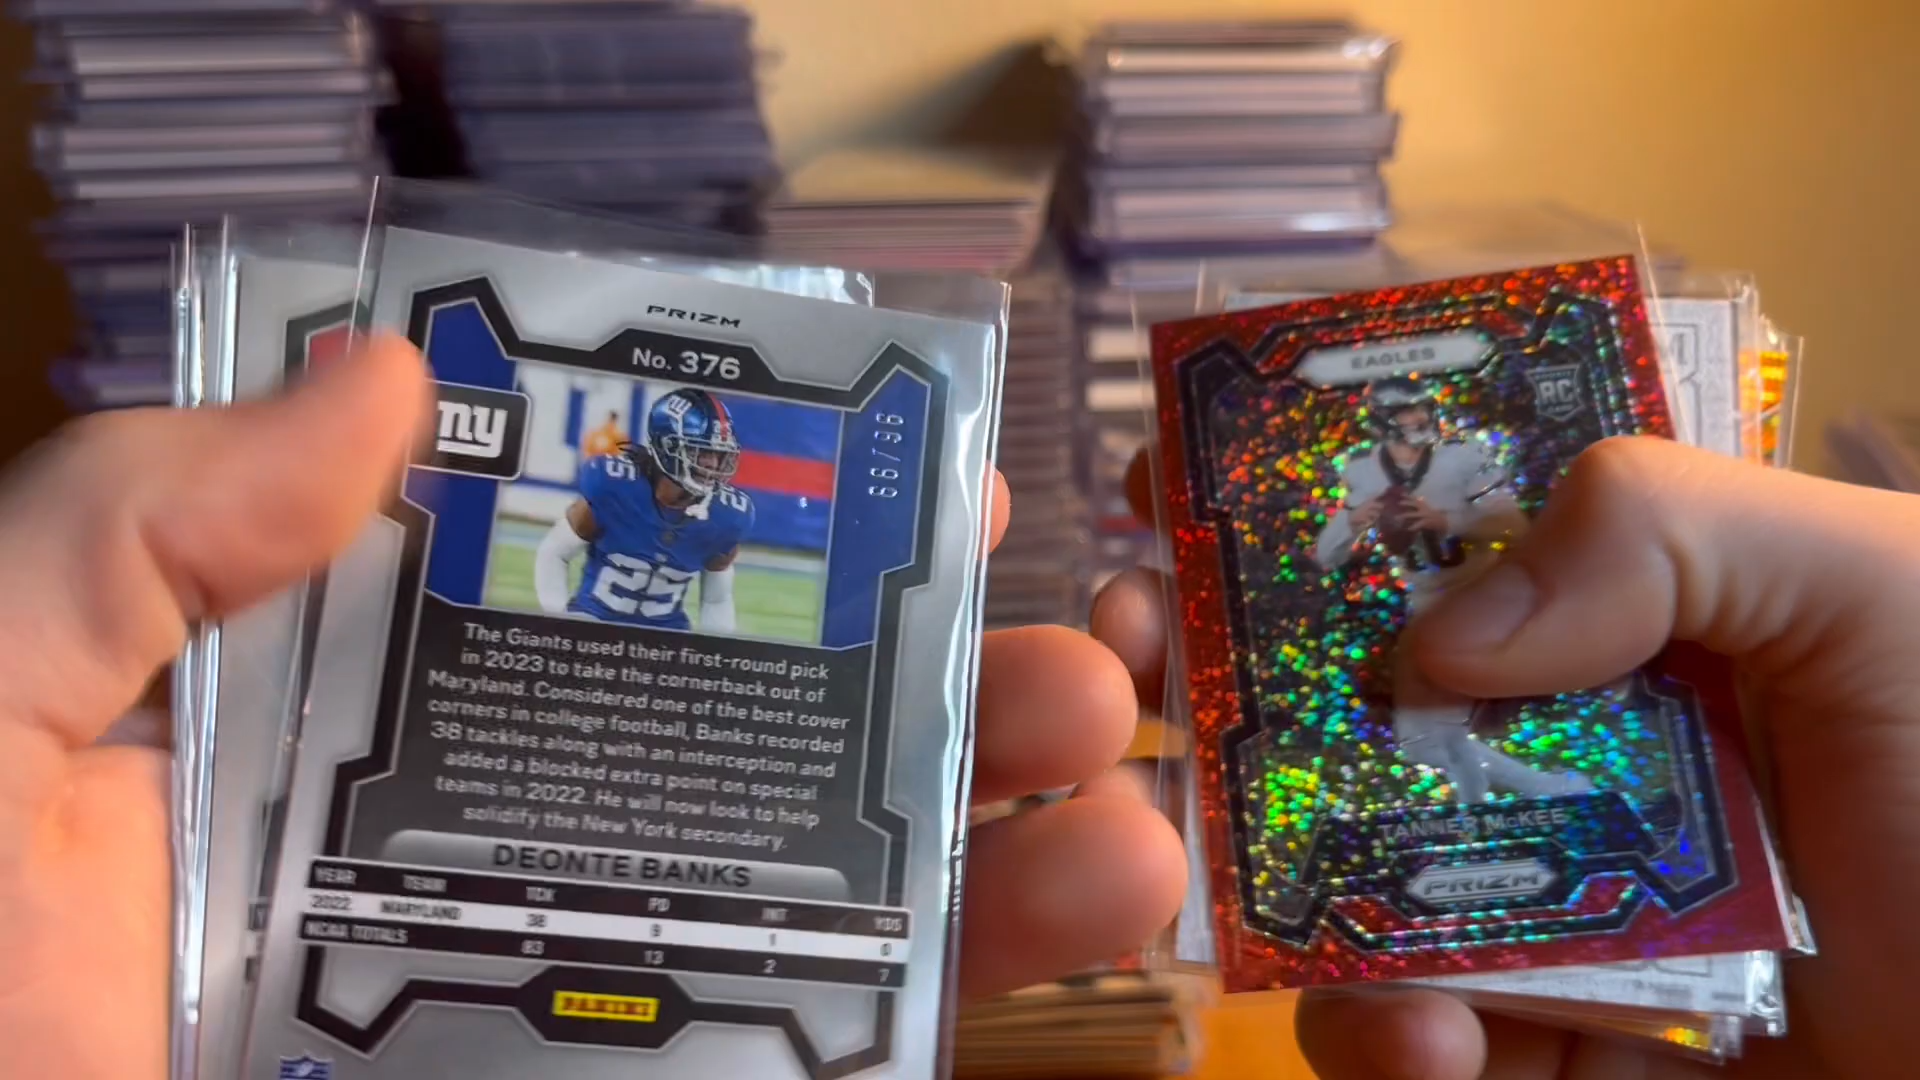 PRIZM
No. 376
ny
25
The Giants used their first-round pick
in 2023 to take the cornerback out of
Maryland. Considered one of the best cover
corners in college football, Banks recorded
38 tackles along with an interception and
added a blocked extra point on special
teams in 2022. He will now look to help
solidify the New York secondary.
DEONTE BANKS
YEAR TEAM TCK PD INT YDS
2022 MARYLAND 38 9 1 0
NCAA TOTALS 83 13 2 7
PANINI
EAGLES
RC
TANNER McKEE
PRIZM